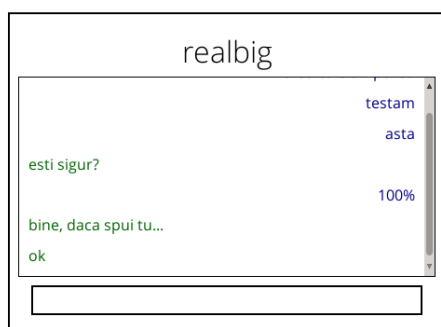 realbig
testam
asta
esti sigur?
100%
bine, daca spui tu...
ok